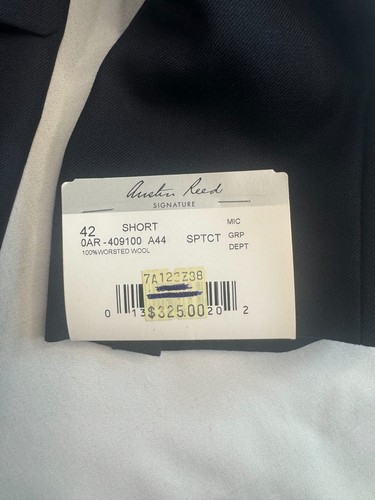 Austin Reed
SIGNATURE
42 SHORT MIC
0AR-409100 A44 SPTCT GRP
100%WORSTED WOOL DEPT
$325.00
0 13 20 2